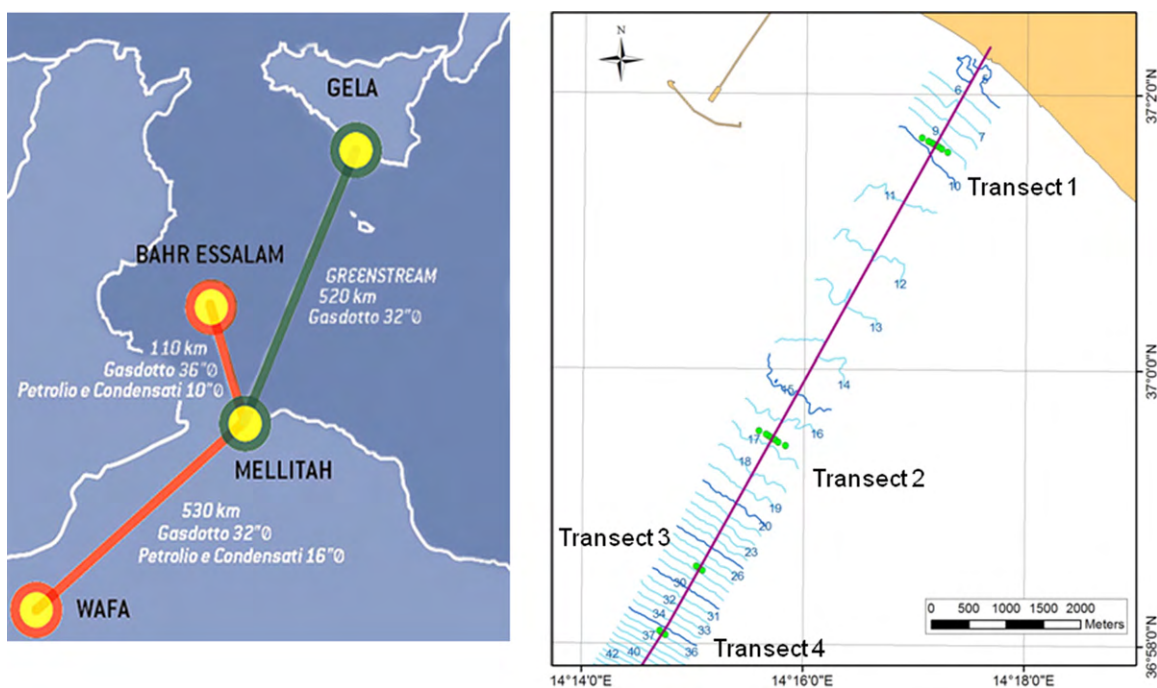 GELA
BAHR ESSALAM
GREENSTREAM
520 km
Gasdotto 32"Ø
110 km
Gasdotto 36"Ø
Petrolio e Condensati 10"Ø
MELLITAH
530 km
Gasdotto 32"Ø
Petrolio e Condensati 16"Ø
WAFA
N
6
7
9
10
Transect 1
11
12
13
14
15
16
17
18
Transect 2
19
20
Transect 3
23
26
30
31
32
33
34
36
37
40
42
Transect 4
0 500 1000 1500 2000
Meters
37°2'0"N
37°0'0"N
36°58'0"N
14°14'0"E
14°16'0"E
14°18'0"E